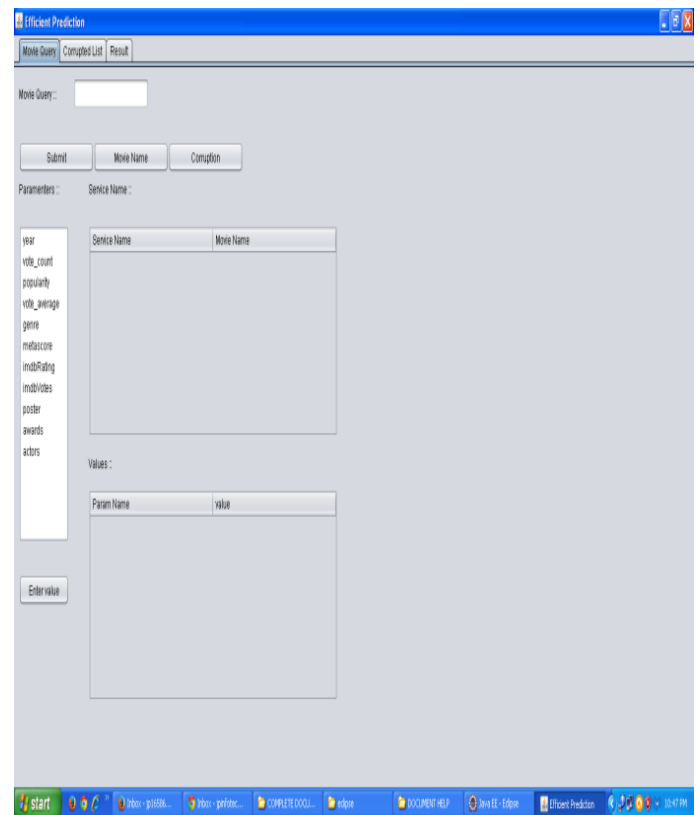 Efficient Prediction
Movie Query Corrupted List Result
Movie Query::
Submit Movie Name Corruption
Paramenters :: Service Name ::
year
vote_count
popularity
vote_average
genre
metascore
imdbRating
imdbVotes
poster
awards
actors
Service Name Movie Name
Values ::
Param Name value
Enter value
start Inbox - jp16586... Inbox - jpinfotec... COMPLETE DOCU... eclipse DOCUMENT HELP Java EE - Eclipse Efficient Prediction 10:47 PM